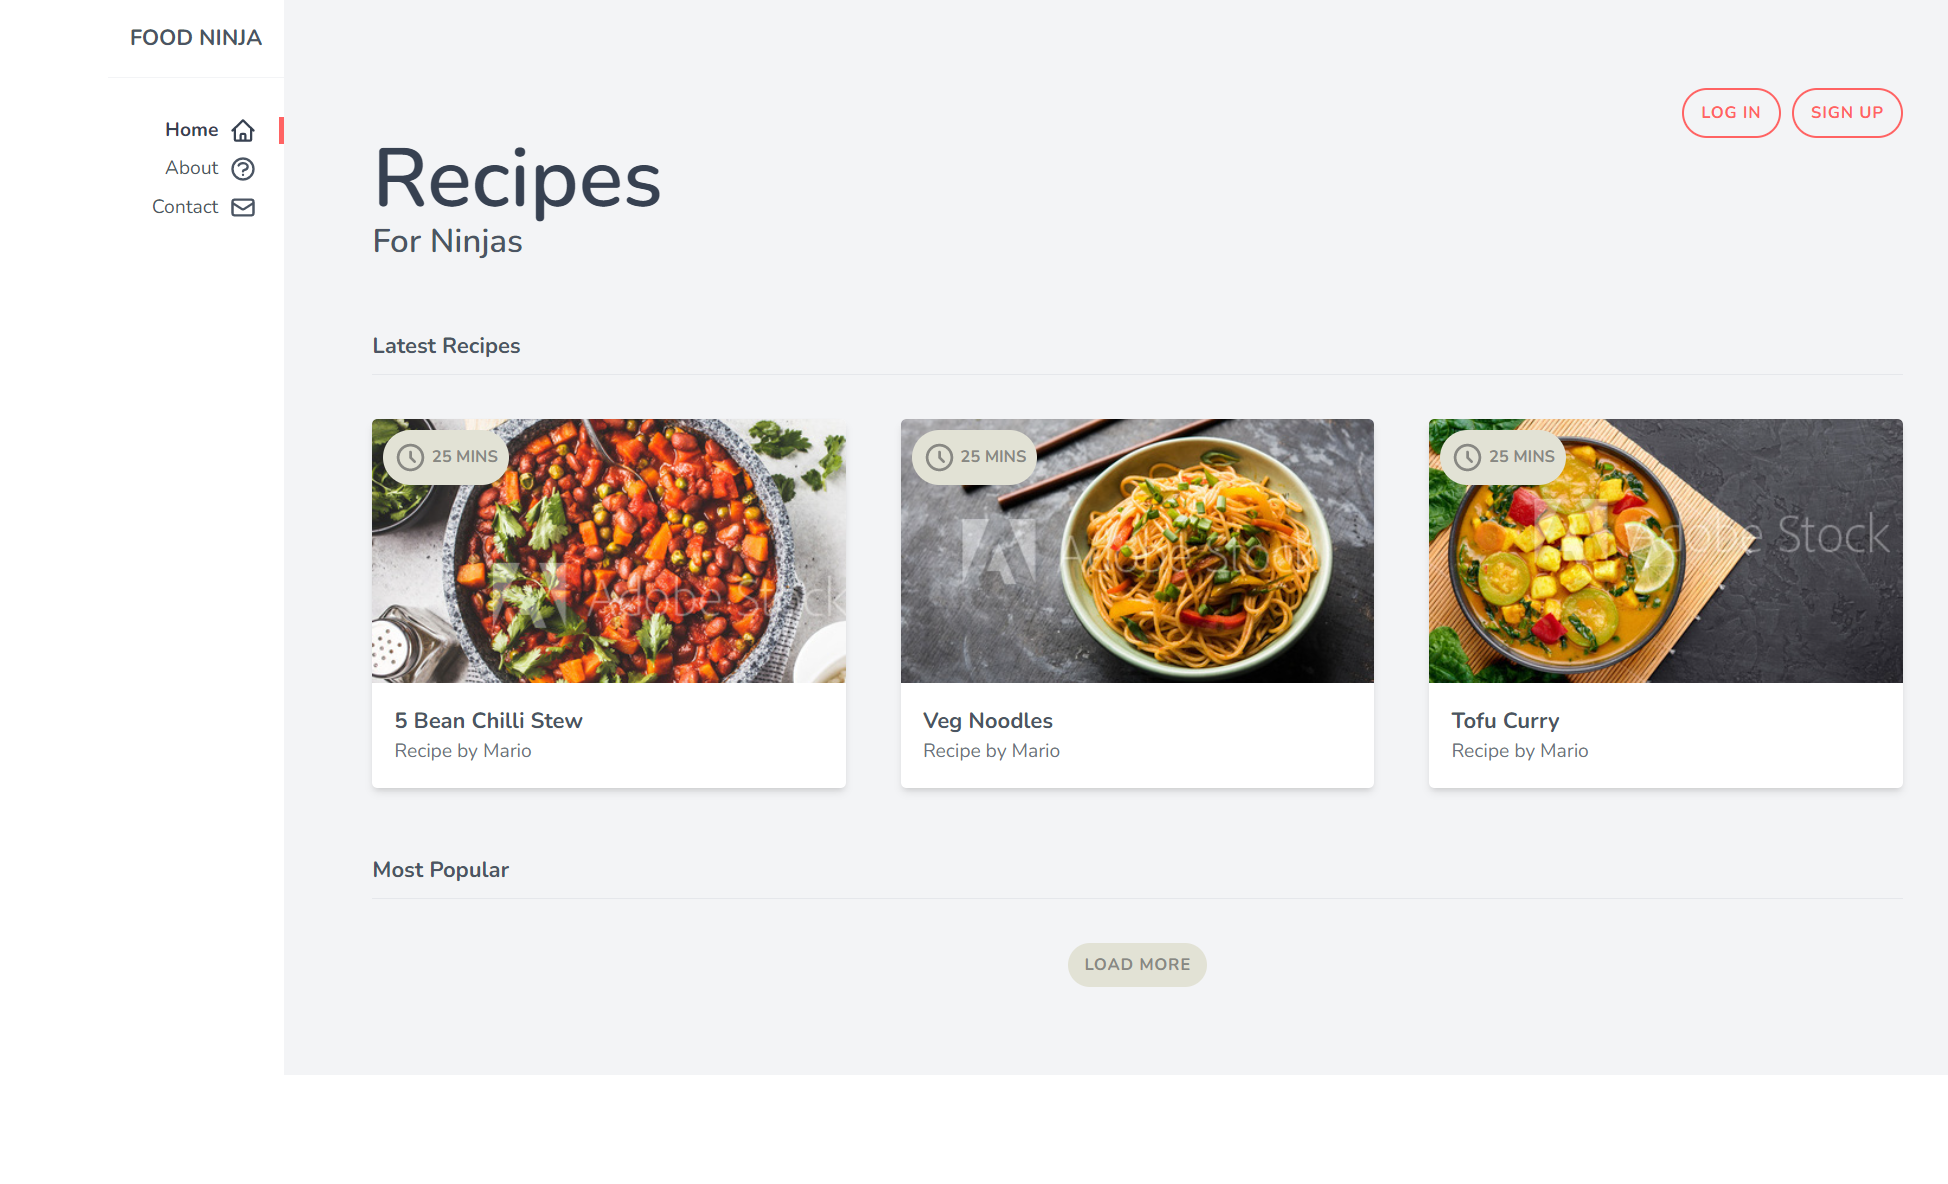 FOOD NINJA
Home
About
Contact
LOG IN
SIGN UP
Recipes
For Ninjas
Latest Recipes
25 MINS
Adobe Stock
5 Bean Chilli Stew
Recipe by Mario
25 MINS
Adobe Stock
Veg Noodles
Recipe by Mario
25 MINS
Adobe Stock
Tofu Curry
Recipe by Mario
Most Popular
LOAD MORE